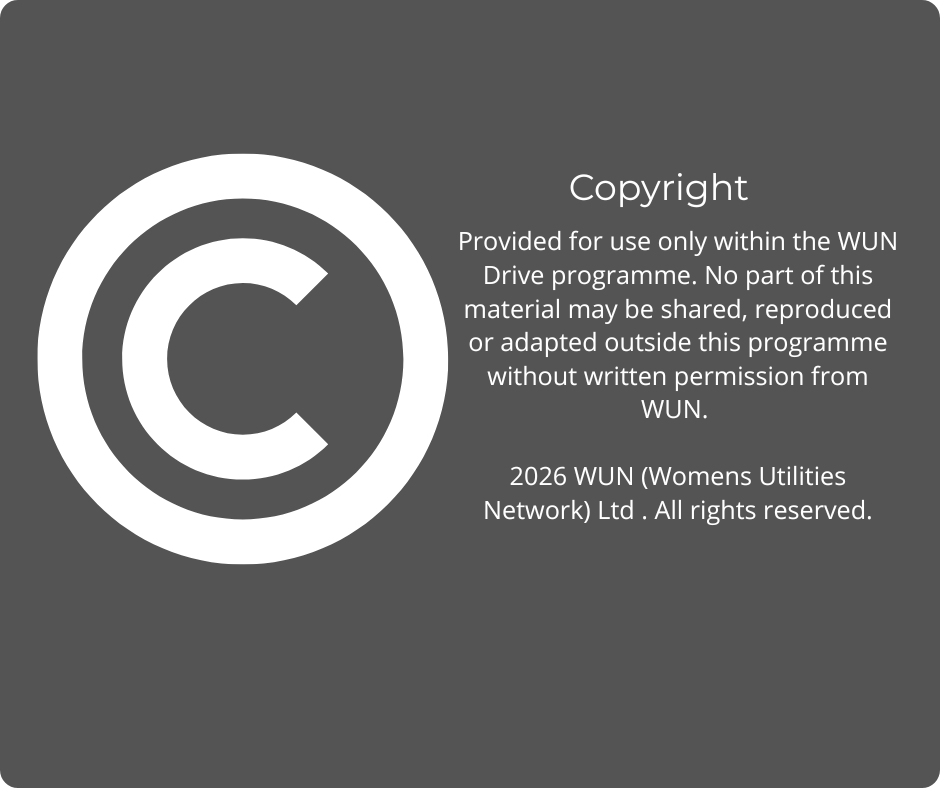 Copyright
Provided for use only within the WUN
Drive programme. No part of this
material may be shared, reproduced
or adapted outside this programme
without written permission from
WUN.
2026 WUN (Womens Utilities
Network) Ltd . All rights reserved.